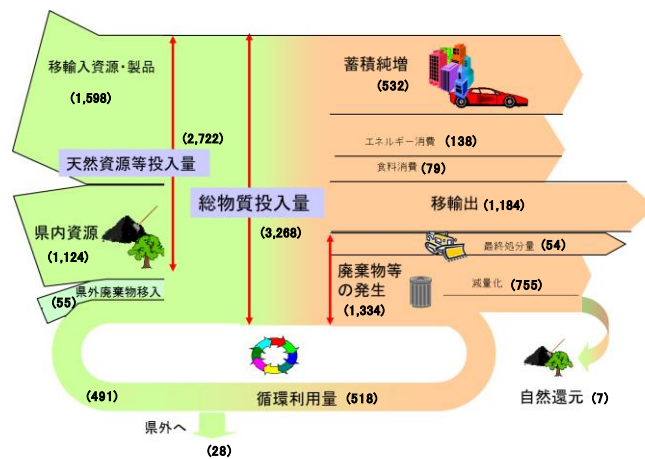 移輸入資源・製品
(1,598)
(2,722)
天然資源等投入量
県内資源
(1,124)
県外廃棄物移入
(55)
総物質投入量
(3,268)
蓄積純増
(532)
エネルギー消費 (138)
食料消費 (79)
移輸出 (1,184)
最終処分量 (54)
廃棄物等
の発生
(1,334)
減量化 (755)
(491)
循環利用量 (518)
自然還元 (7)
県外へ
(28)